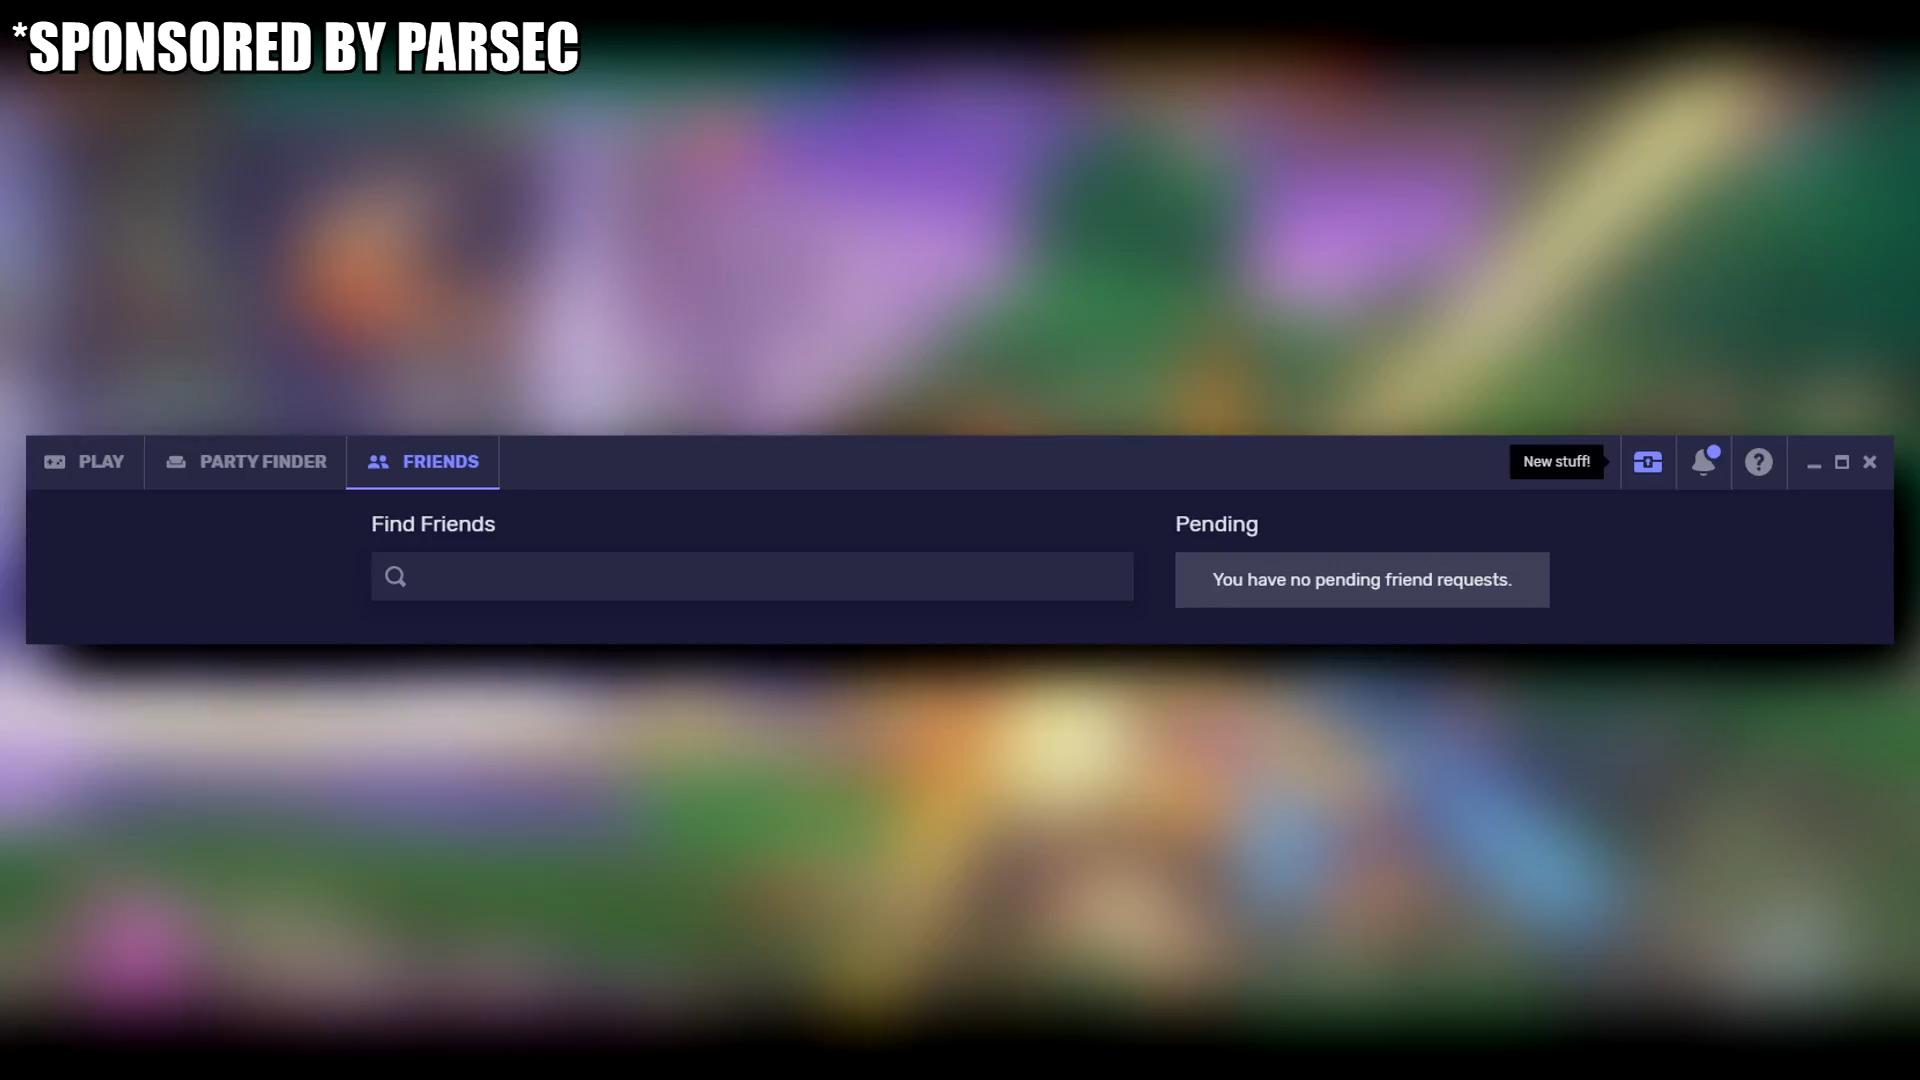 *SPONSORED BY PARSEC
PLAY
PARTY FINDER
FRIENDS
New stuff!
Find Friends
Pending
You have no pending friend requests.